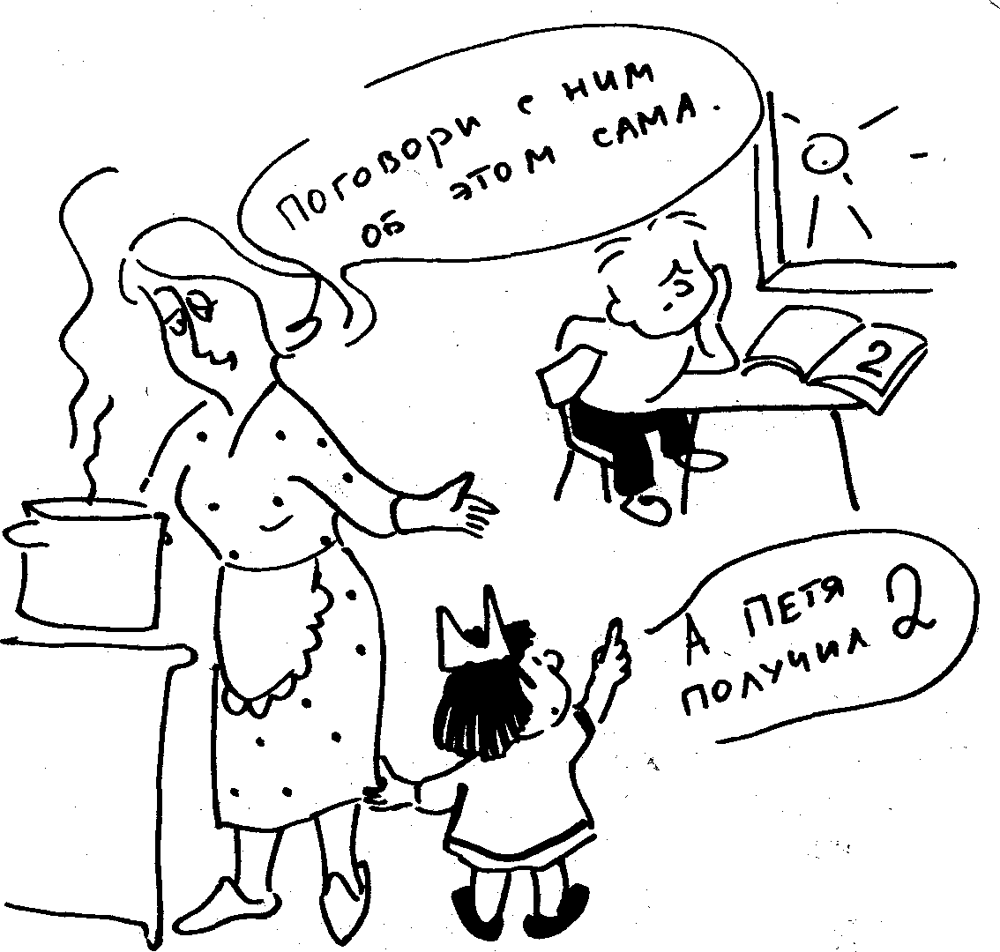 Поговори с ним
об этом сама.
2
А Петя
получил 2